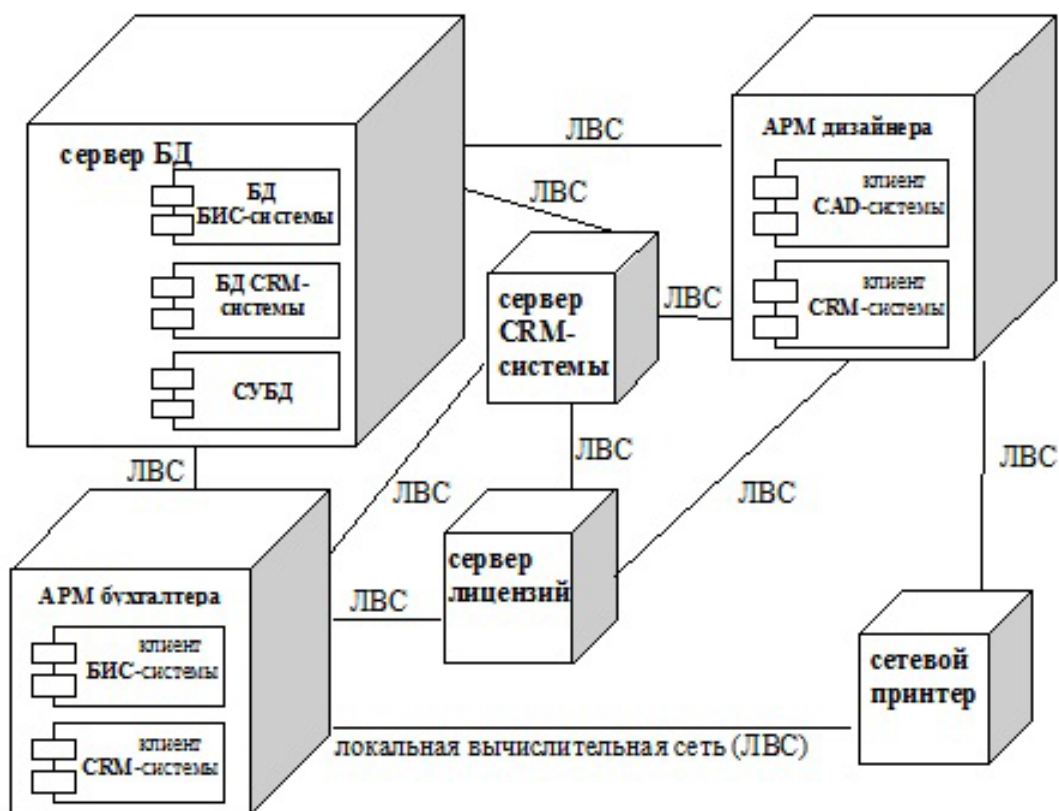 сервер БД
БД
БИС-системы
БД CRM-
системы
СУБД
ЛВС
ЛВС
АРМ дизайнера
клиент
CAD-системы
клиент
CRM-системы
сервер
CRM-
системы
ЛВС
ЛВС
ЛВС
ЛВС
ЛВС
ЛВС
АРМ бухгалтера
клиент
БИС-системы
клиент
CRM-системы
ЛВС
сервер
лицензий
сетевой
принтер
локальная вычислительная сеть (ЛВС)